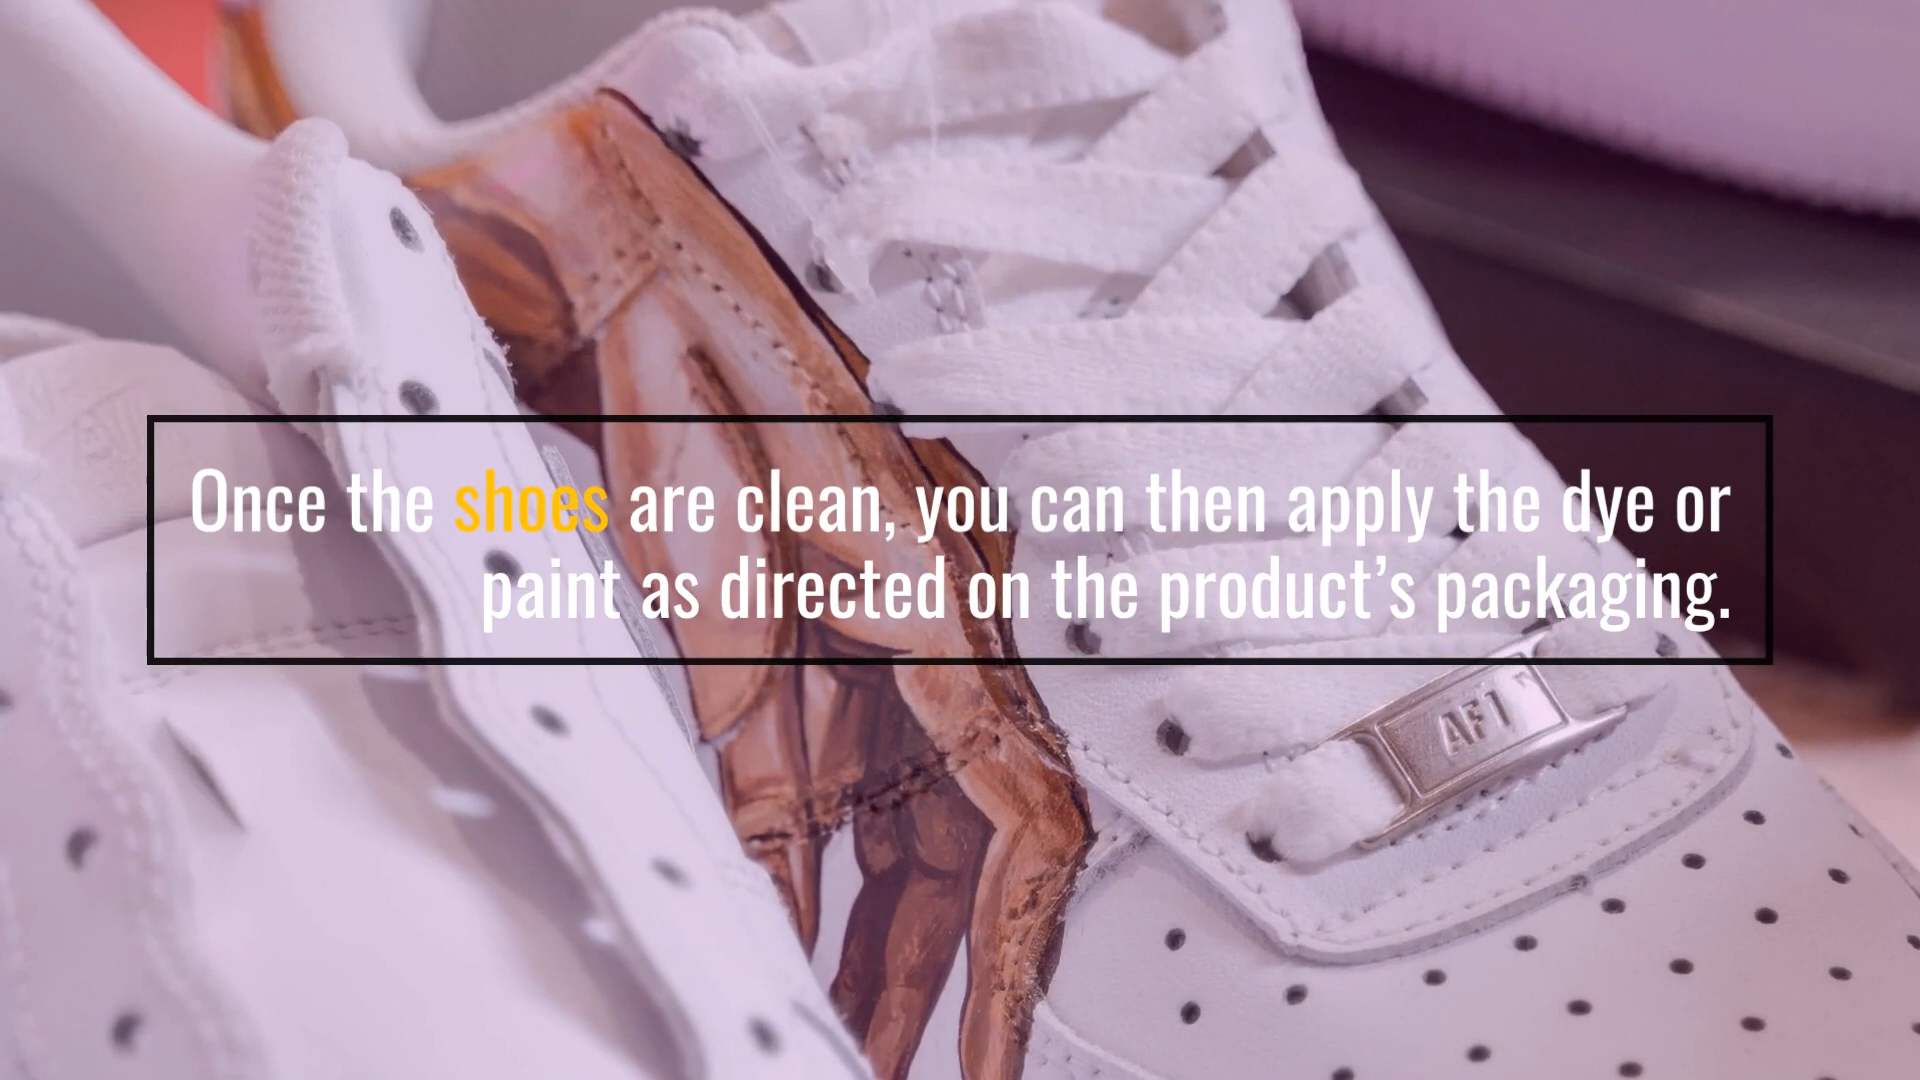 Once the shoes are clean, you can then apply the dye or
paint as directed on the product’s packaging.
AF1